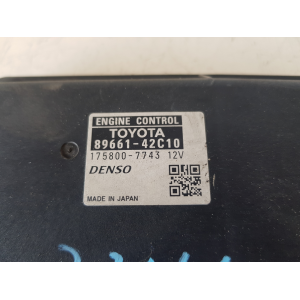 ENGINE CONTROL
TOYOTA
89661-42C10
175800-7743 12V
DENSO
MADE IN JAPAN